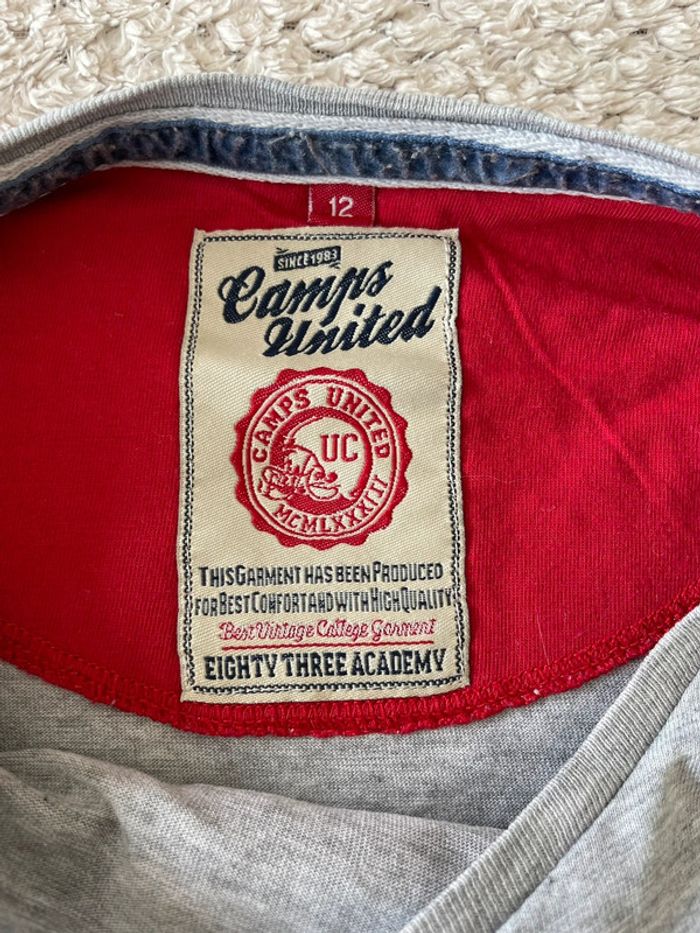 12
SINCE 1983
Camps
United
CAMPS UNITED
UC
MCMLXXXIII
THIS GARMENT HAS BEEN PRODUCED
FOR BEST CONFORT AND WITH HIGH QUALITY
Best Vintage College Garment
EIGHTY THREE ACADEMY